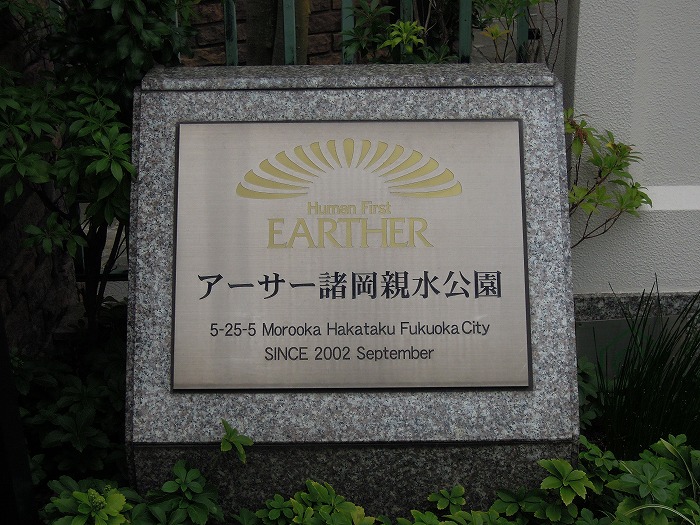 Human First
EARTHER
アーサー諸岡親水公園
5-25-5 Morooka Hakataku Fukuoka City
SINCE 2002 September